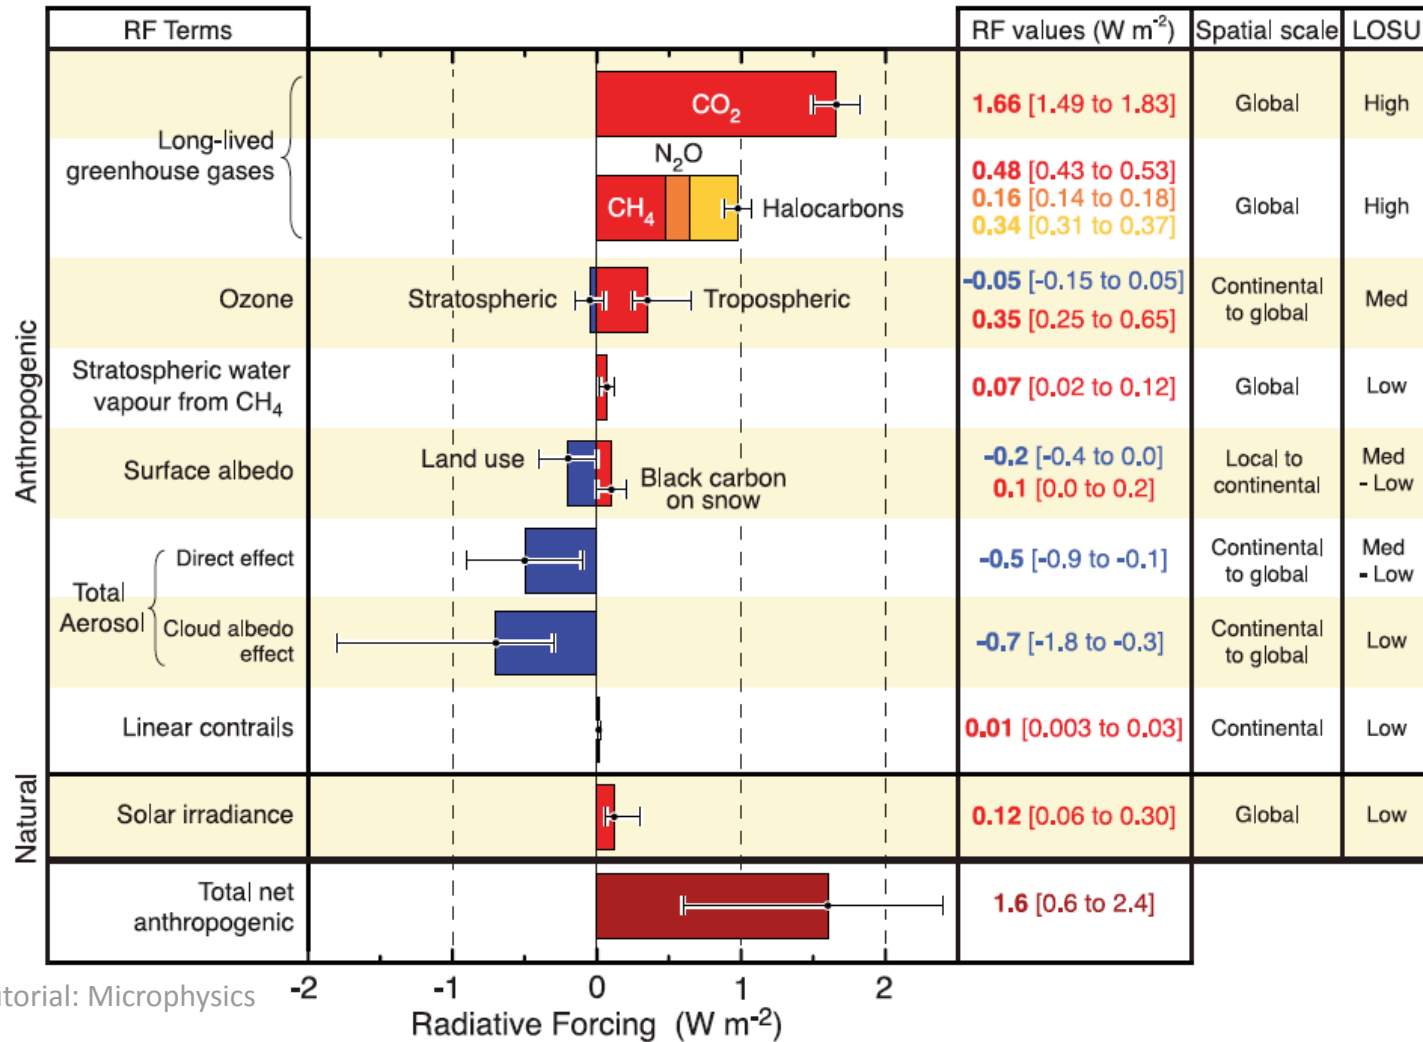 RF Terms
RF values (W m-2)
Spatial scale
LOSU
Anthropogenic
Long-lived
greenhouse gases
CO2
1.66 [1.49 to 1.83]
Global
High
N2O
CH4
Halocarbons
0.48 [0.43 to 0.53]
0.16 [0.14 to 0.18]
0.34 [0.31 to 0.37]
Global
High
Ozone
Stratospheric
Tropospheric
-0.05 [-0.15 to 0.05]
0.35 [0.25 to 0.65]
Continental
to global
Med
Stratospheric water
vapour from CH4
0.07 [0.02 to 0.12]
Global
Low
Surface albedo
Land use
Black carbon
on snow
-0.2 [-0.4 to 0.0]
0.1 [0.0 to 0.2]
Local to
continental
Med
- Low
Total
Aerosol
Direct effect
-0.5 [-0.9 to -0.1]
Continental
to global
Med
- Low
Cloud albedo
effect
-0.7 [-1.8 to -0.3]
Continental
to global
Low
Linear contrails
0.01 [0.003 to 0.03]
Continental
Low
Natural
Solar irradiance
0.12 [0.06 to 0.30]
Global
Low
Total net
anthropogenic
1.6 [0.6 to 2.4]
-2 -1 0 1 2
utorial: Microphysics
Radiative Forcing (W m-2)